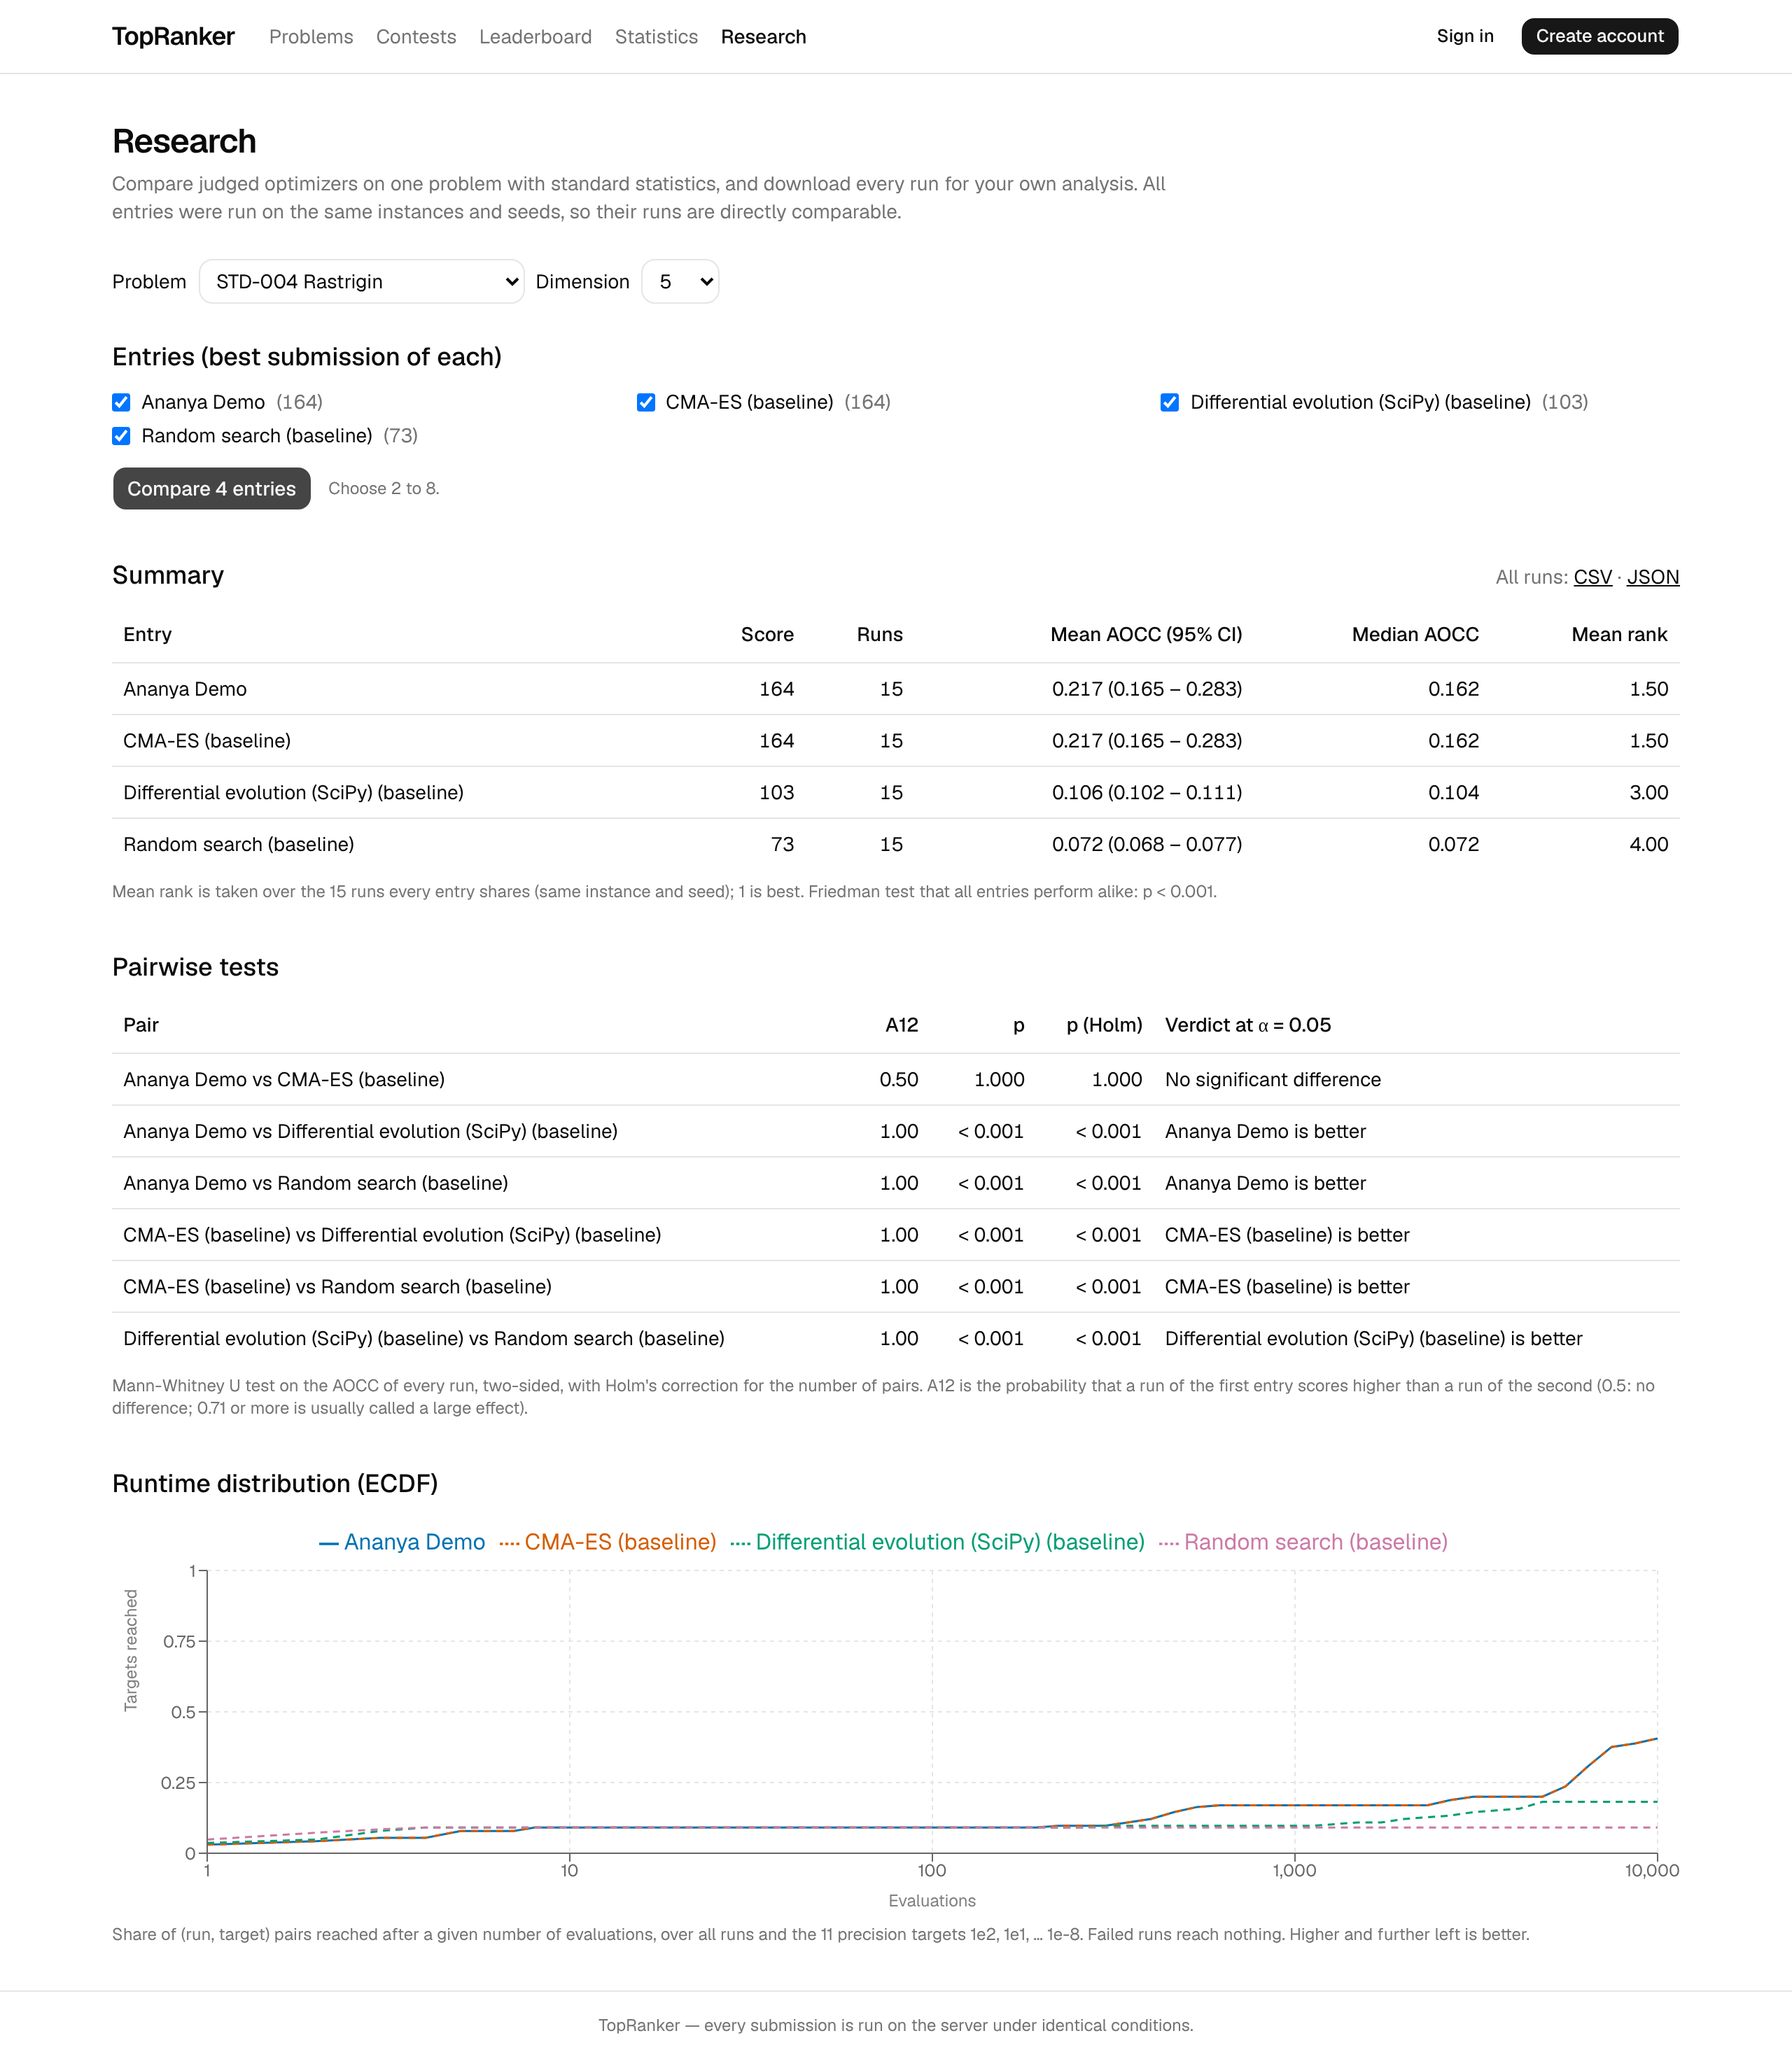 TopRanker Problems Contests Leaderboard Statistics Research Sign in Create account
Research
Compare judged optimizers on one problem with standard statistics, and download every run for your own analysis. All
entries were run on the same instances and seeds, so their runs are directly comparable.
Problem STD-004 Rastrigin Dimension 5
Entries (best submission of each)
Ananya Demo (164) CMA-ES (baseline) (164) Differential evolution (SciPy) (baseline) (103)
Random search (baseline) (73)
Compare 4 entries Choose 2 to 8.
Summary All runs: CSV · JSON
Entry Score Runs Mean AOCC (95% CI) Median AOCC Mean rank
Ananya Demo 164 15 0.217 (0.165 – 0.283) 0.162 1.50
CMA-ES (baseline) 164 15 0.217 (0.165 – 0.283) 0.162 1.50
Differential evolution (SciPy) (baseline) 103 15 0.106 (0.102 – 0.111) 0.104 3.00
Random search (baseline) 73 15 0.072 (0.068 – 0.077) 0.072 4.00
Mean rank is taken over the 15 runs every entry shares (same instance and seed); 1 is best. Friedman test that all entries perform alike: p < 0.001.
Pairwise tests
Pair A12 p p (Holm) Verdict at α = 0.05
Ananya Demo vs CMA-ES (baseline) 0.50 1.000 1.000 No significant difference
Ananya Demo vs Differential evolution (SciPy) (baseline) 1.00 < 0.001 < 0.001 Ananya Demo is better
Ananya Demo vs Random search (baseline) 1.00 < 0.001 < 0.001 Ananya Demo is better
CMA-ES (baseline) vs Differential evolution (SciPy) (baseline) 1.00 < 0.001 < 0.001 CMA-ES (baseline) is better
CMA-ES (baseline) vs Random search (baseline) 1.00 < 0.001 < 0.001 CMA-ES (baseline) is better
Differential evolution (SciPy) (baseline) vs Random search (baseline) 1.00 < 0.001 < 0.001 Differential evolution (SciPy) (baseline) is better
Mann-Whitney U test on the AOCC of every run, two-sided, with Holm's correction for the number of pairs. A12 is the probability that a run of the first entry scores higher than a run of the second (0.5: no
difference; 0.71 or more is usually called a large effect).
Runtime distribution (ECDF)
Ananya Demo CMA-ES (baseline) Differential evolution (SciPy) (baseline) Random search (baseline)
Targets reached
1
0.75
0.5
0.25
0
1 10 100 1,000 10,000
Evaluations
Share of (run, target) pairs reached after a given number of evaluations, over all runs and the 11 precision targets 1e2, 1e1, … 1e-8. Failed runs reach nothing. Higher and further left is better.
TopRanker — every submission is run on the server under identical conditions.